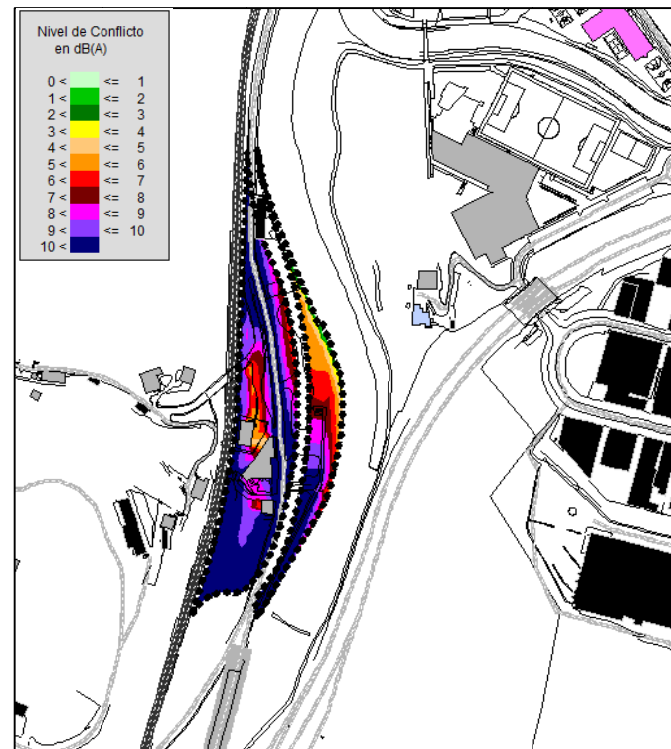 Nivel de Conflicto
en dB(A)
0 < <= 1
1 < <= 2
2 < <= 3
3 < <= 4
4 < <= 5
5 < <= 6
6 < <= 7
7 < <= 8
8 < <= 9
9 < <= 10
10 <